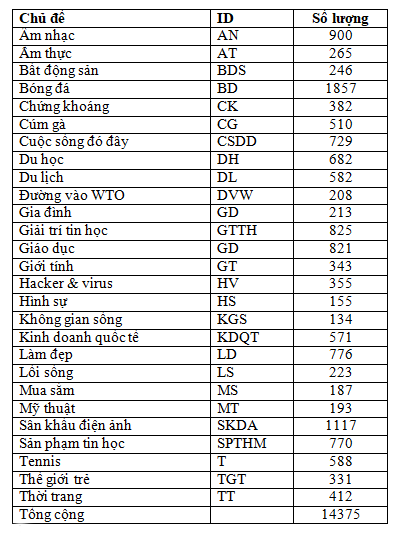 Chủ đề ID Số lượng
Âm nhạc AN 900
Ẩm thực AT 265
Bất động sản BDS 246
Bóng đá BD 1857
Chứng khoáng CK 382
Cúm gà CG 510
Cuộc sống đó đây CSDD 729
Du học DH 682
Du lịch DL 582
Đường vào WTO DVW 208
Gia đình GD 213
Giải trí tin học GTTH 825
Giáo dục GD 821
Giới tính GT 343
Hacker & virus HV 355
Hình sự HS 155
Không gian sống KGS 134
Kinh doanh quốc tế KDQT 571
Làm đẹp LD 776
Lối sống LS 223
Mua sắm MS 187
Mỹ thuật MT 193
Sân khấu điện ảnh SKDA 1117
Sản phạm tin học SPTHM 770
Tennis T 588
Thế giới trẻ TGT 331
Thời trang TT 412
Tổng cộng 14375